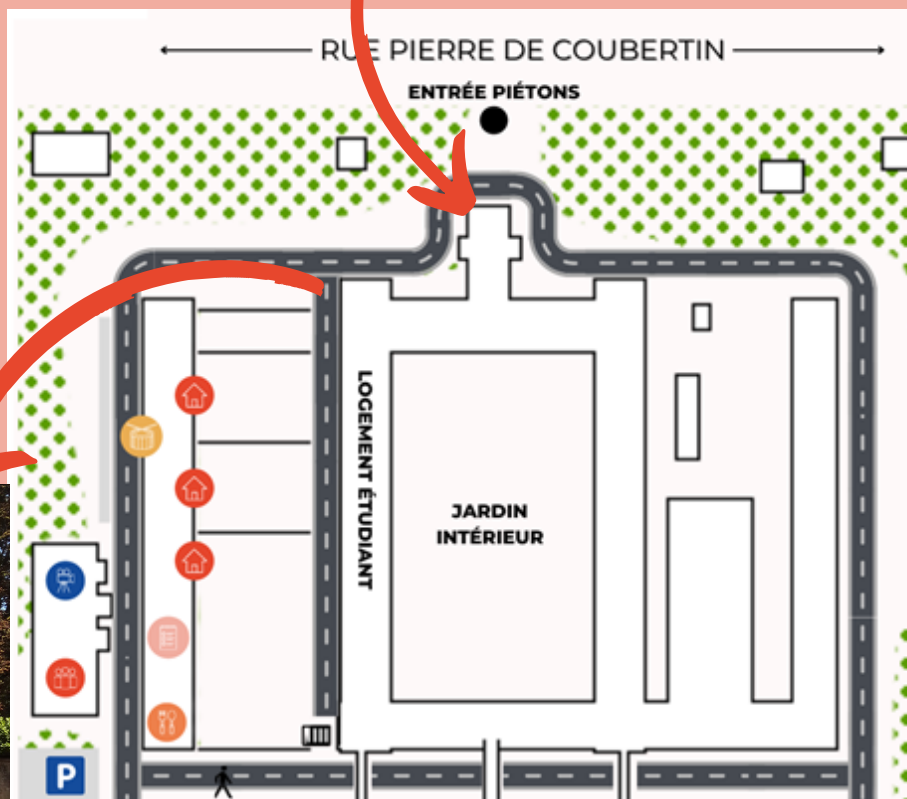 RUE PIERRE DE COUBERTIN
ENTRÉE PIÉTONS
LOGEMENT ÉTUDIANT
JARDIN
INTÉRIEUR
P